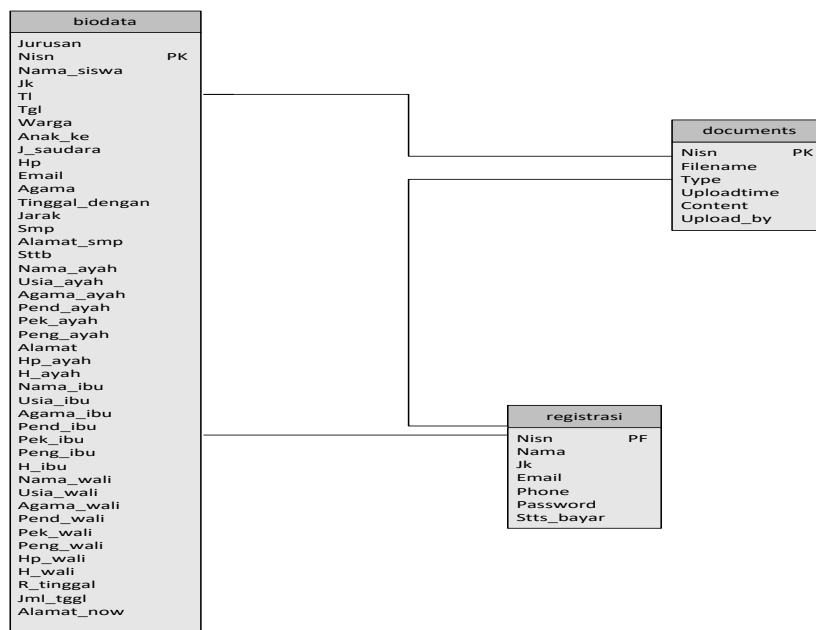 biodata
Jurusan
Nisn PK
Nama_siswa
Jk
Tl
Tgl
Warga
Anak_ke
J_saudara
Hp
Email
Agama
Tinggal_dengan
Jarak
Smp
Alamat_smp
Sttb
Nama_ayah
Usia_ayah
Agama_ayah
Pend_ayah
Pek_ayah
Peng_ayah
Alamat
Hp_ayah
H_ayah
Nama_ibu
Usia_ibu
Agama_ibu
Pend_ibu
Pek_ibu
Peng_ibu
H_ibu
Nama_wali
Usia_wali
Agama_wali
Pend_wali
Pek_wali
Peng_wali
Hp_wali
H_wali
R_tinggal
Jml_tggl
Alamat_now
documents
Nisn PK
Filename
Type
Uploadtime
Content
Upload_by
registrasi
Nisn PF
Nama
Jk
Email
Phone
Password
Stts_bayar